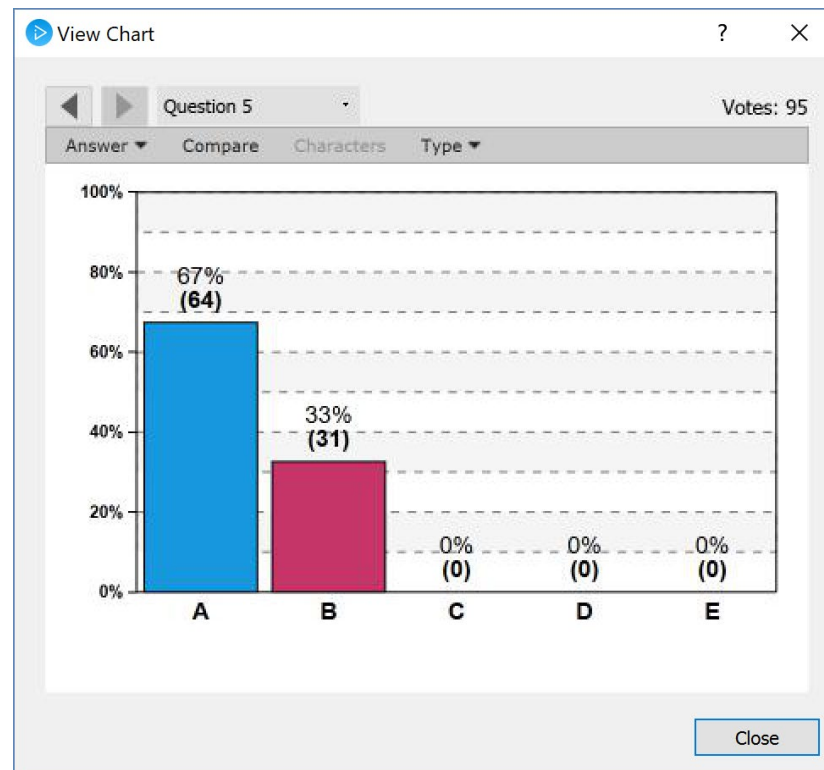 View Chart ? ×
Question 5 Votes: 95
Answer Compare Characters Type
100%
80%
60%
40%
20%
0%
67%
(64)
33%
(31)
0% 0% 0%
(0) (0) (0)
A B C D E
Close